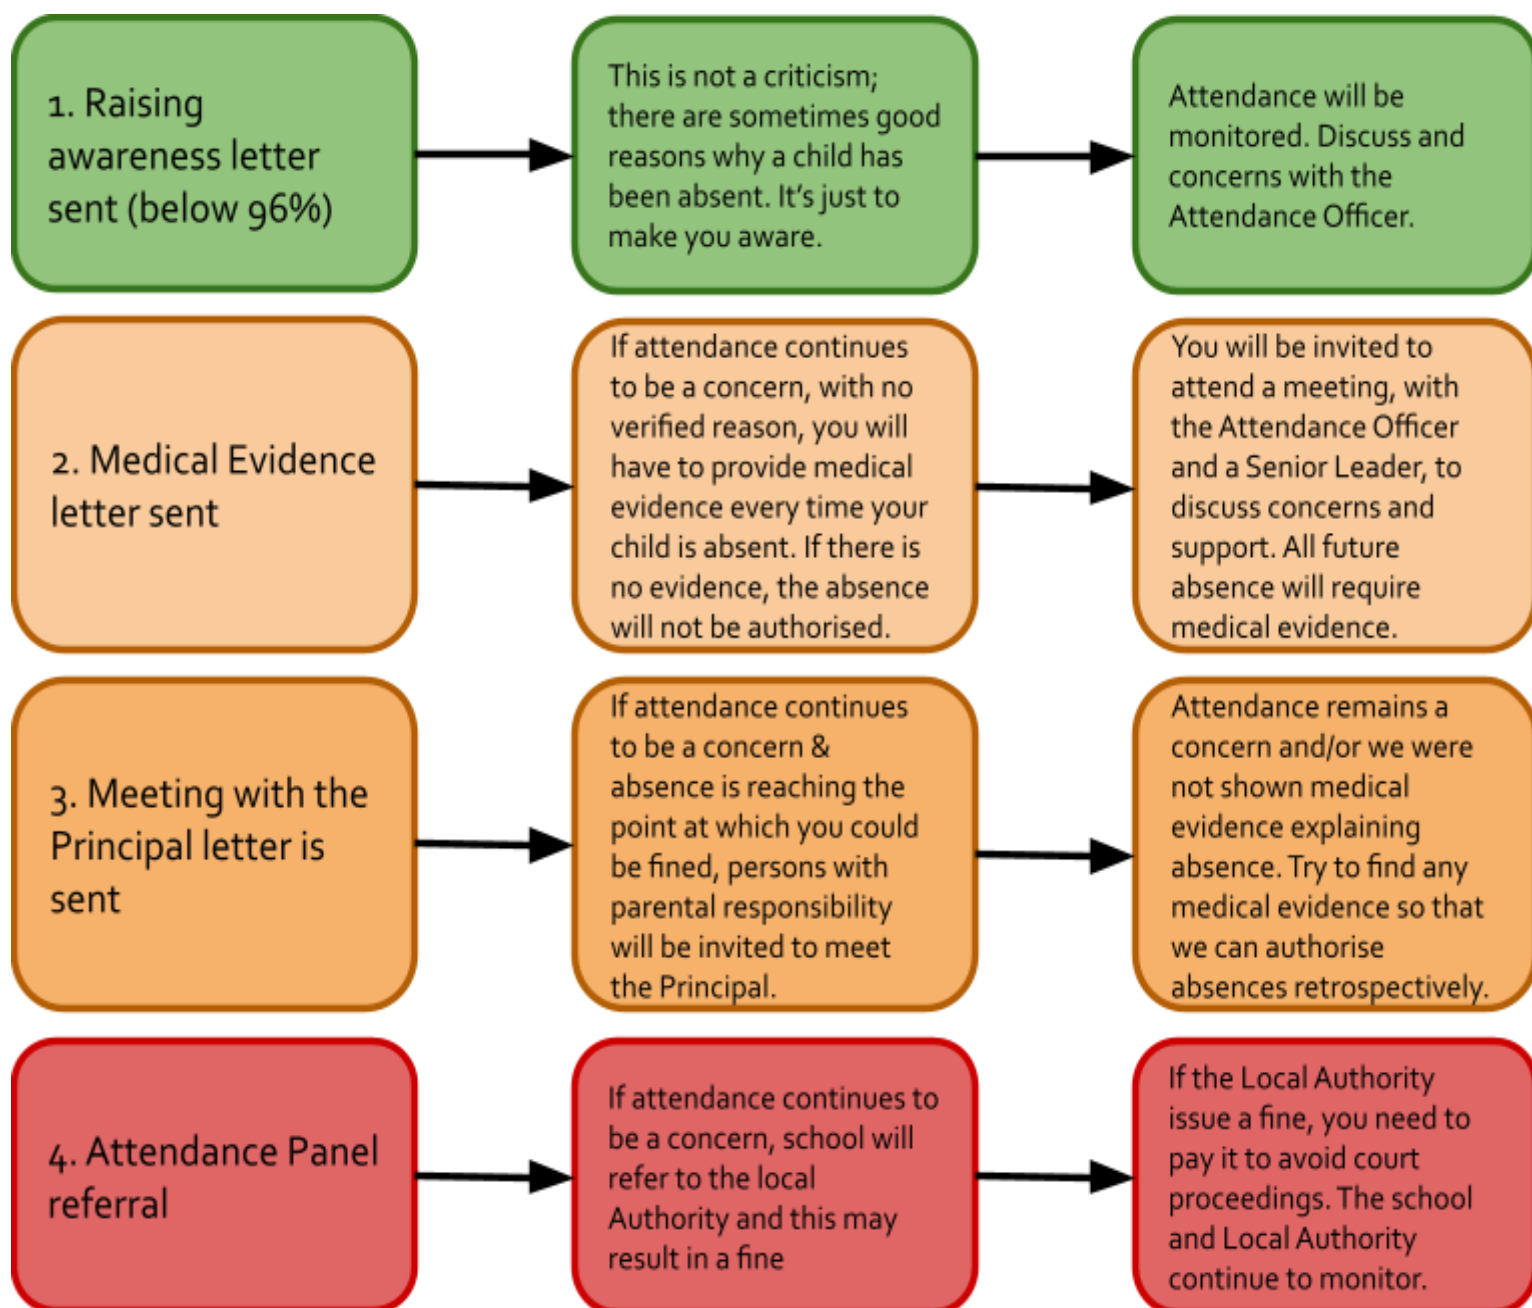 1. Raising
awareness letter
sent (below 96%)
This is not a criticism;
there are sometimes good
reasons why a child has
been absent. It's just to
make you aware.
Attendance will be
monitored. Discuss and
concerns with the
Attendance Officer.
2. Medical Evidence
letter sent
If attendance continues
to be a concern, with no
verified reason, you will
have to provide medical
evidence every time your
child is absent. If there is
no evidence, the absence
will not be authorised.
You will be invited to
attend a meeting, with
the Attendance Officer
and a Senior Leader, to
discuss concerns and
support. All future
absence will require
medical evidence.
3. Meeting with the
Principal letter is
sent
If attendance continues
to be a concern &
absence is reaching the
point at which you could
be fined, persons with
parental responsibility
will be invited to meet
the Principal.
Attendance remains a
concern and/or we were
not shown medical
evidence explaining
absence. Try to find any
medical evidence so that
we can authorise
absences retrospectively.
4. Attendance Panel
referral
If attendance continues to
be a concern, school will
refer to the local
Authority and this may
result in a fine
If the Local Authority
issue a fine, you need to
pay it to avoid court
proceedings. The school
and Local Authority
continue to monitor.